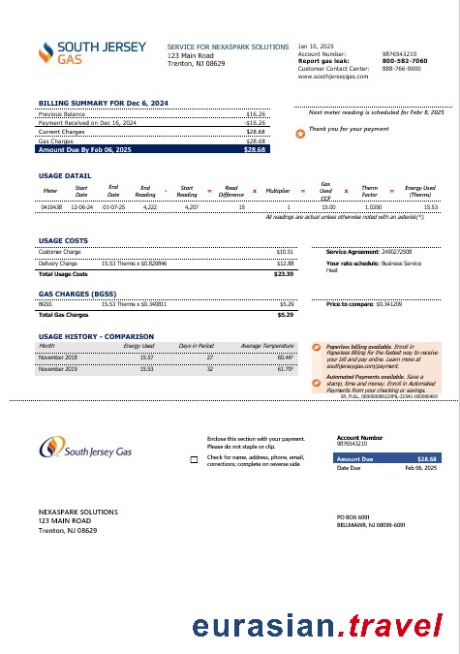 SOUTH JERSEY
GAS
SERVICE FOR NEXASPARK SOLUTIONS
123 Main Road
Trenton, NJ 08629
Jan 10, 2025
Account Number: 9876543210
Report gas leak: 800-582-7060
Customer Contact Center: 888-766-9900
www.southjerseygas.com
BILLING SUMMARY FOR Dec 6, 2024
Previous Balance $16.26
Payment Received on Dec 16, 2024 -$16.26
Current Charges $28.68
Gas Charges $28.68
Amount Due By Feb 06, 2025 $28.68
Next meter reading is scheduled for Febr 8, 2025
Thank you for your payment
USAGE DATAIL
Meter Start Date End Date End Reading - Start Reading = Read Difference x Multiplier = Gas Used CCF x Therm Factor = Energy Used (Therms)
12-06-24 01-07-25 4,222 4,207 15 1 15.00 1.0350 15.53
All readings are actual unless otherwise noted with an asterisk(*).
USAGE COSTS
Customer Charge $10.51
Delivery Charge 15.53 Therms x $0.829846 $12.88
Total Usage Costs $23.39
Service Agreement: 2490272508
Your rate schedule: Business Service
Heat
GAS CHARGES (BGSS)
BGSS 15.53 Therms x $0.340811 $5.29
Total Gas Charges $5.29
Price to compare: $0.341209
USAGE HISTORY - COMPARISON
Month Energy Used Days in Period Average Temperature
November 2018 15.57 27 60.46°
November 2019 15.53 32 61.70°
Paperless billing available. Enroll in
Paperless Billing for the fastest way to receive
your bill and pay online. Learn more at
southjerseygas.com/payment
Automated Payments available. Save a
stamp, time and money. Enroll in Automated
Payments from your checking or savings.
South Jersey Gas
Enclose this section with your payment.
Please do not staple or clip.
Check for name, address, phone, email,
corrections; complete on reverse side.
Account Number
9876543210
Amount Due $28.68
Date Due Feb 06, 2025
NEXASPARK SOLUTIONS
123 MAIN ROAD
Trenton, NJ 08629
PO BOX 6091
BELLMAWR, NJ 08099-6091
eurasian.travel